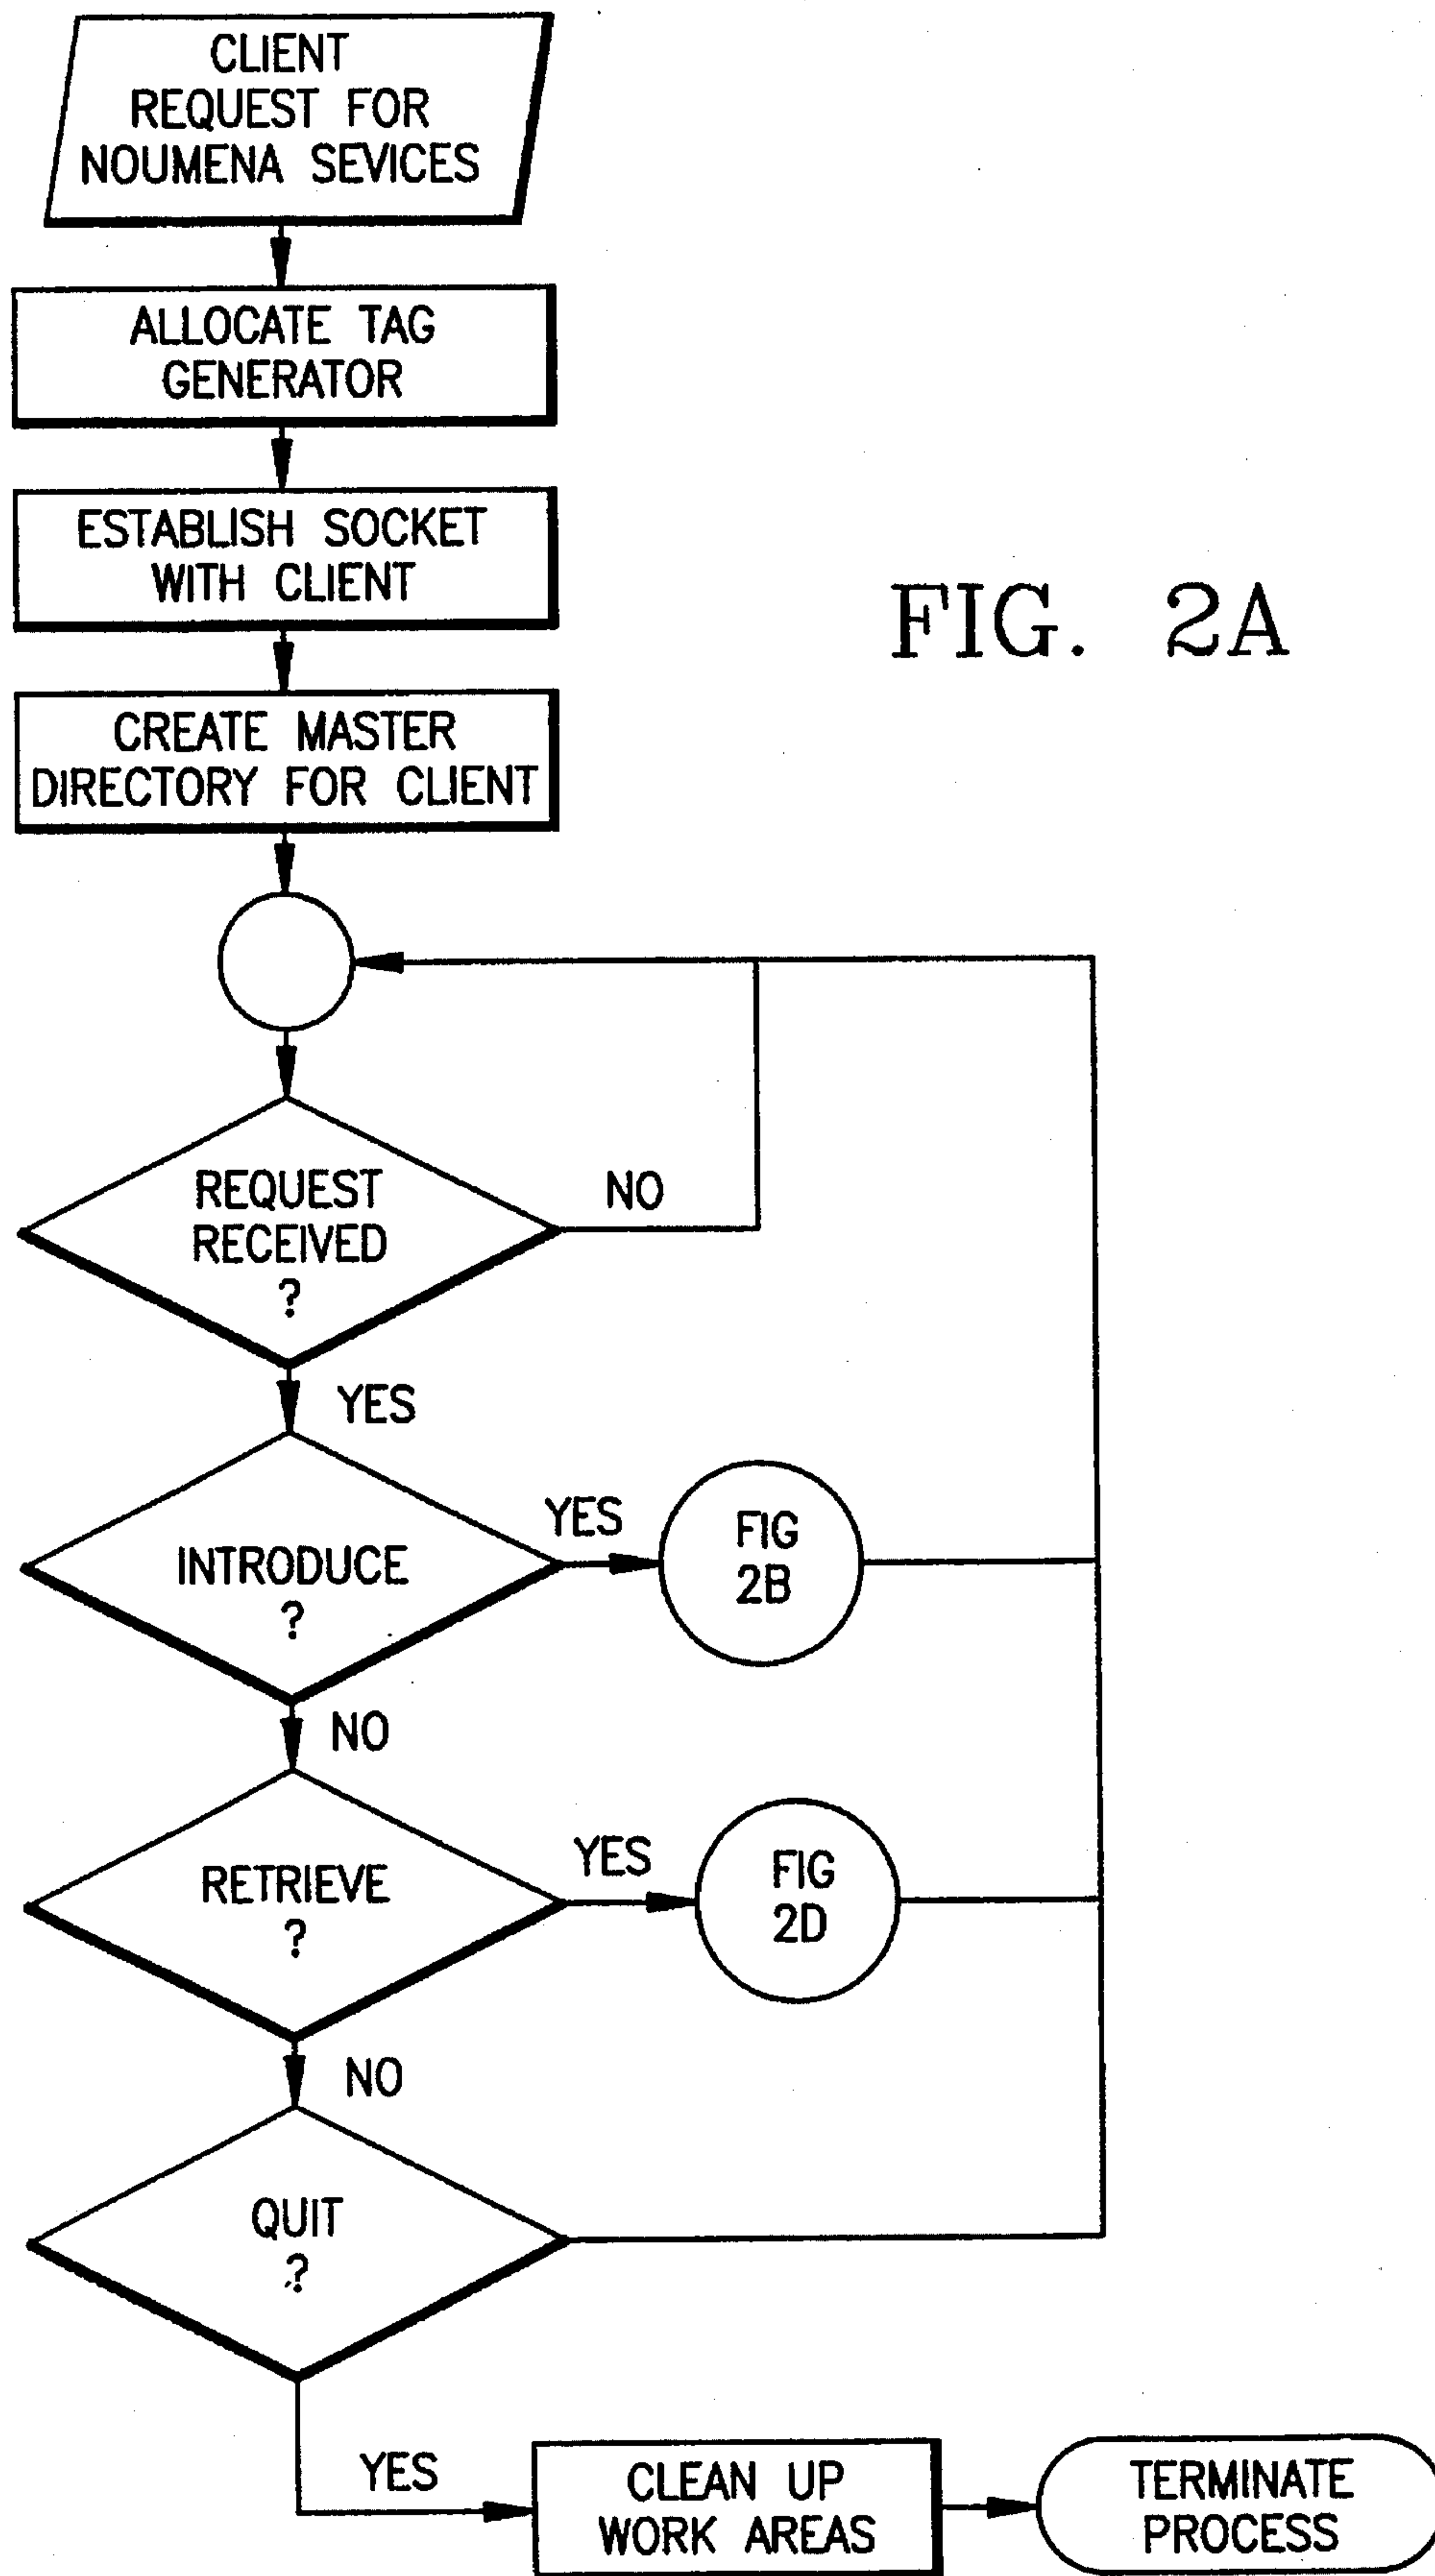 CLIENT
REQUEST FOR
NOUMENA SEVICES
ALLOCATE TAG
GENERATOR
ESTABLISH SOCKET
WITH CLIENT
FIG. 2A
CREATE MASTER
DIRECTORY FOR CLIENT
REQUEST
RECEIVED
?
NO
YES
INTRODUCE
?
YES
FIG
2B
NO
RETRIEVE
?
YES
FIG
2D
NO
QUIT
?
YES
CLEAN UP
WORK AREAS
TERMINATE
PROCESS